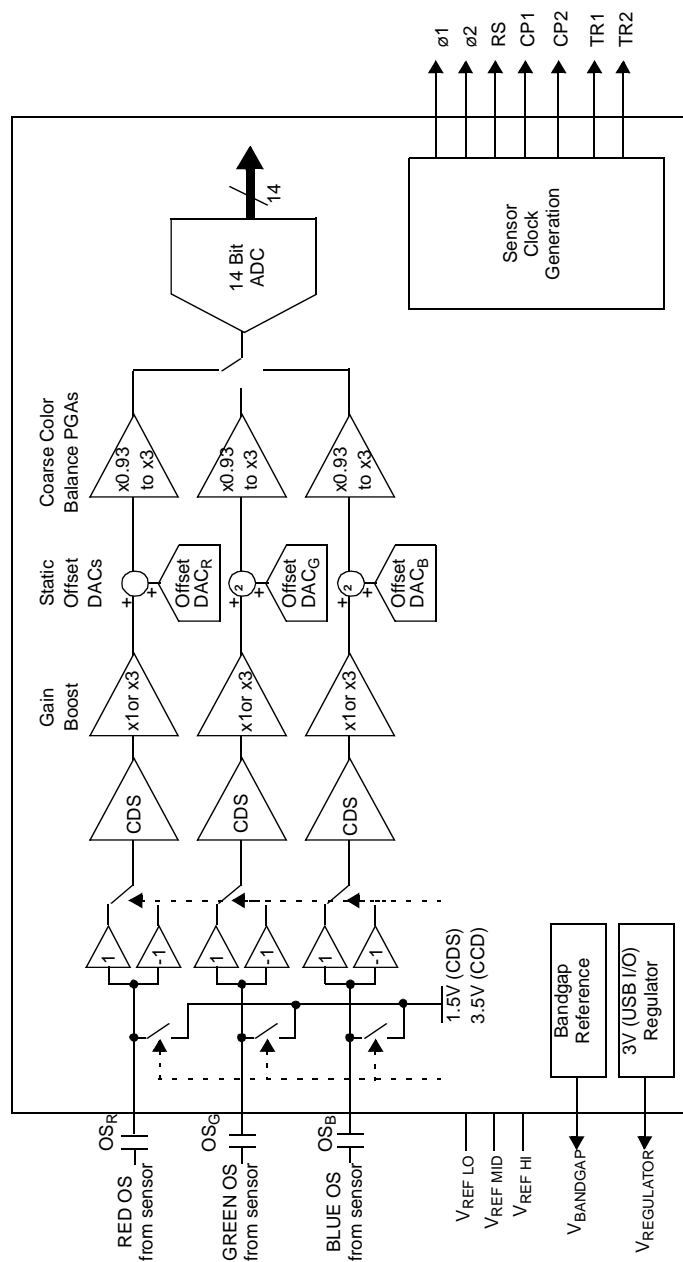 Gain
Boost
Static
Offset
DACs
Coarse Color
Balance PGAs
RED OS
from sensor
OSR
1
-1
CDS
x1or x3
+
+
Offset
DACR
x0.93
to x3
GREEN OS
from sensor
OSG
1
-1
CDS
x1or x3
+
2
+
Offset
DACG
x0.93
to x3
BLUE OS
from sensor
OSB
1
-1
CDS
x1or x3
+
2
+
Offset
DACB
x0.93
to x3
14 Bit
ADC
14
1.5V (CDS)
3.5V (CCD)
VREF LO
VREF MID
VREF HI
VBANDGAP
Bandgap
Reference
VREGULATOR
3V (USB I/O)
Regulator
Sensor
Clock
Generation
ø1
ø2
RS
CP1
CP2
TR1
TR2